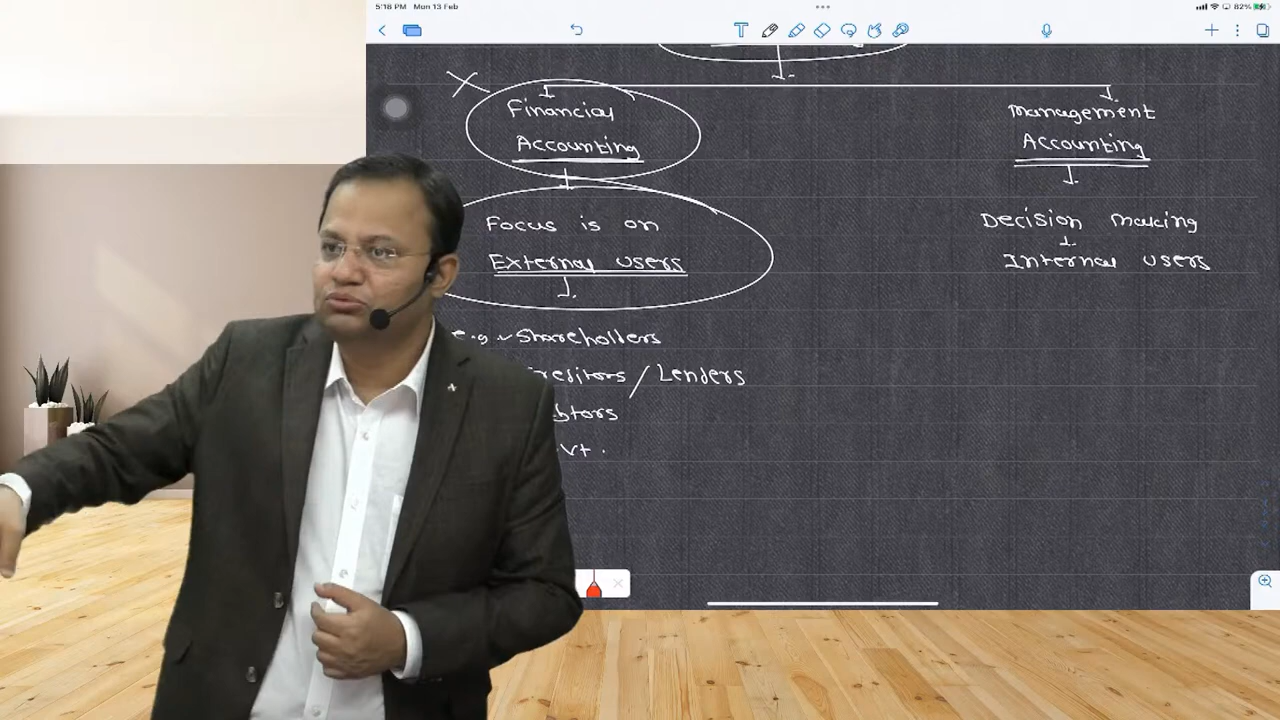 5:16 PM Mon 13 Feb
82%
Financial
Accounting
Focus is on
External users
e.g. Shareholders
/ Lenders
Management
Accounting
Decision Making
Internal users